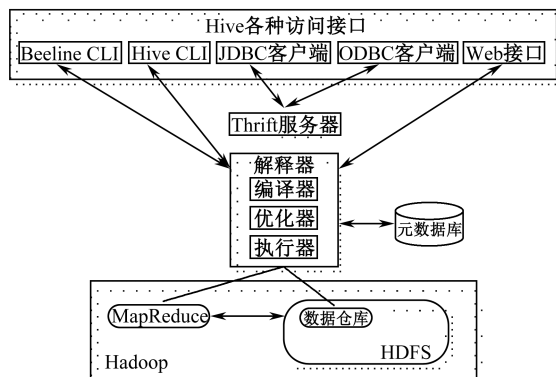 Hive各种访问接口
Beeline CLI Hive CLI JDBC客户端 ODBC客户端 Web接口
Thrift服务器
解释器
编译器
优化器
执行器
元数据库
MapReduce
数据仓库
HDFS
Hadoop